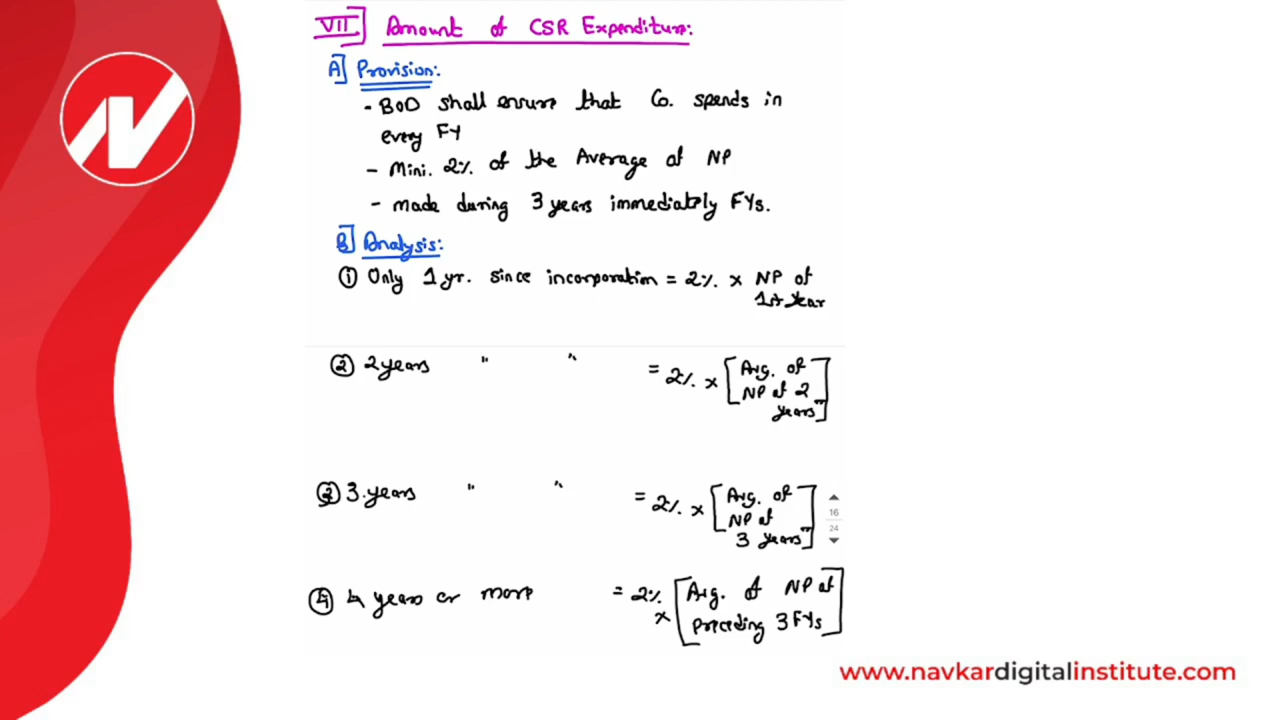 VII] Amount of CSR Expenditure:
A] Provision:
- BOD shall ensure that Co. spends in
every FY
- Mini. 2% of the Average of NP
- made during 3 years immediately FYs.
B] Analysis:
① Only 1 yr. since incorporation = 2% × NP of
1st Year
② 2 years " " = 2% × [Avg. of
NP of 2
years]
③ 3 years " " = 2% × [Avg. of
NP of
3 years]
16
24
④ 4 years or more = 2% × [Avg. of NP of
preceding 3 FYs]
www.navkardigitalinstitute.com